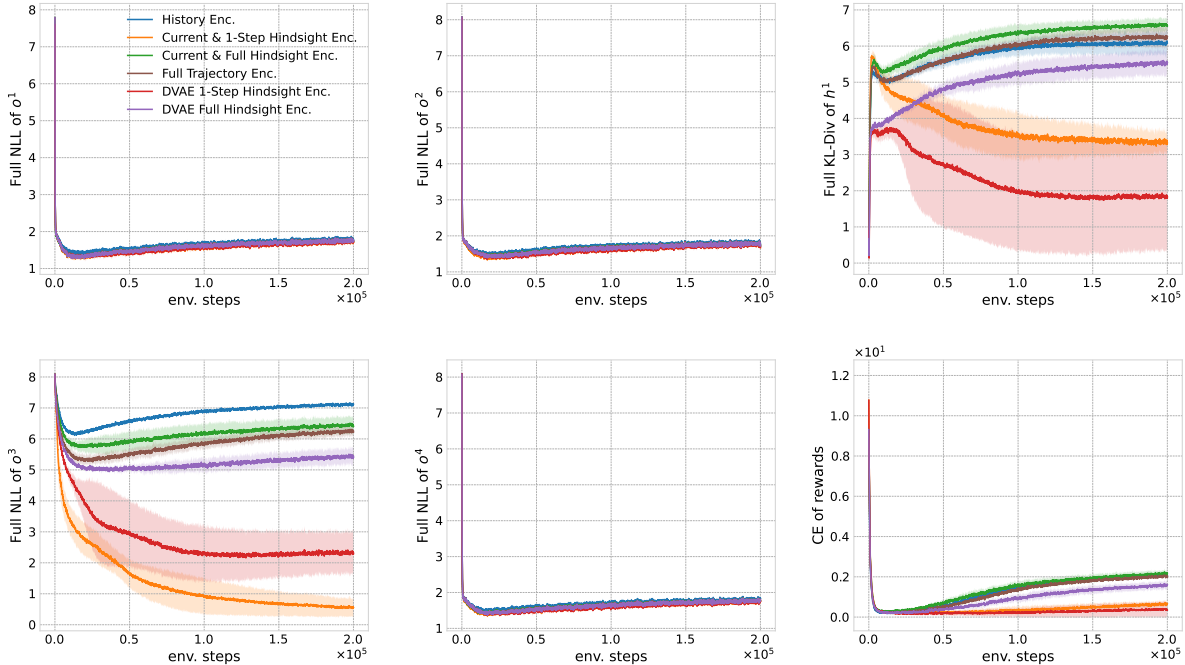 8
7
6
5
4
3
2
1
Full NLL of o¹
History Enc.
Current & 1-Step Hindsight Enc.
Current & Full Hindsight Enc.
Full Trajectory Enc.
DVAE 1-Step Hindsight Enc.
DVAE Full Hindsight Enc.
0.0 0.5 1.0 1.5 2.0
×10⁵
env. steps
8
7
6
5
4
3
2
1
Full NLL of o²
0.0 0.5 1.0 1.5 2.0
×10⁵
env. steps
7
6
5
4
3
2
1
0
Full KL-Div of h¹
0.0 0.5 1.0 1.5 2.0
×10⁵
env. steps
8
7
6
5
4
3
2
1
0
Full NLL of o³
0.0 0.5 1.0 1.5 2.0
×10⁵
env. steps
8
7
6
5
4
3
2
1
Full NLL of o⁴
0.0 0.5 1.0 1.5 2.0
×10⁵
env. steps
×10¹
1.2
1.0
0.8
0.6
0.4
0.2
0.0
CE of rewards
0.0 0.5 1.0 1.5 2.0
×10⁵
env. steps